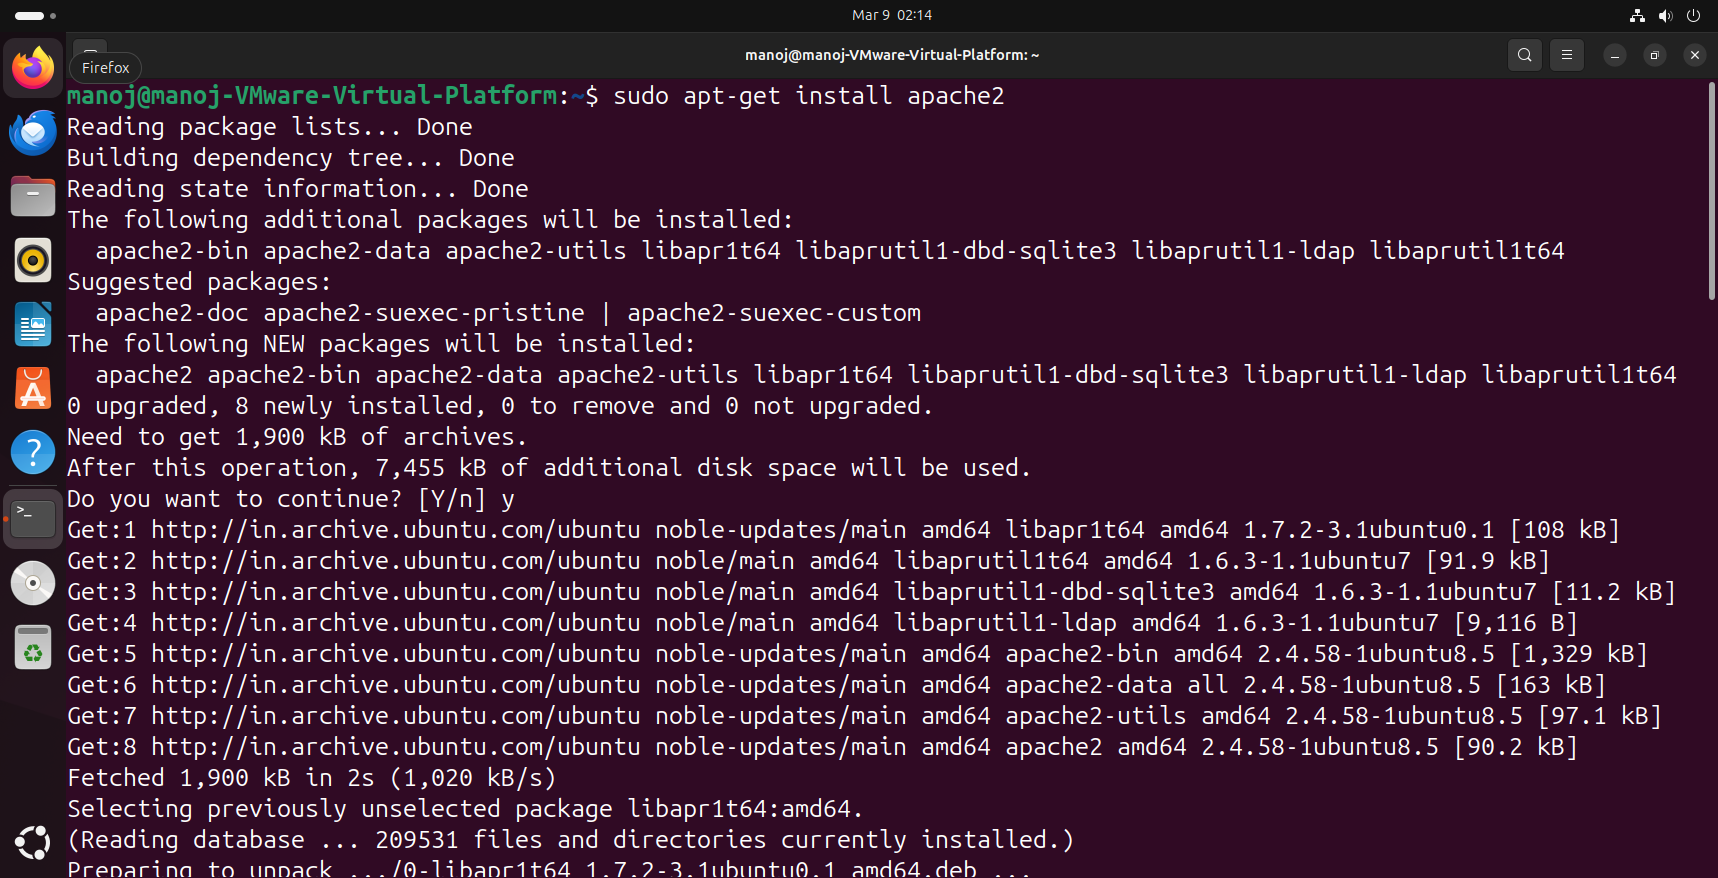 Mar 9 02:14
manoj@manoj-VMware-Virtual-Platform: ~
Firefox
manoj@manoj-VMware-Virtual-Platform:~$ sudo apt-get install apache2
Reading package lists... Done
Building dependency tree... Done
Reading state information... Done
The following additional packages will be installed:
  apache2-bin apache2-data apache2-utils libapr1t64 libaprutil1-dbd-sqlite3 libaprutil1-ldap libaprutil1t64
Suggested packages:
  apache2-doc apache2-suexec-pristine | apache2-suexec-custom
The following NEW packages will be installed:
  apache2 apache2-bin apache2-data apache2-utils libapr1t64 libaprutil1-dbd-sqlite3 libaprutil1-ldap libaprutil1t64
0 upgraded, 8 newly installed, 0 to remove and 0 not upgraded.
Need to get 1,900 kB of archives.
After this operation, 7,455 kB of additional disk space will be used.
Do you want to continue? [Y/n] y
Get:1 http://in.archive.ubuntu.com/ubuntu noble-updates/main amd64 libapr1t64 amd64 1.7.2-3.1ubuntu0.1 [108 kB]
Get:2 http://in.archive.ubuntu.com/ubuntu noble/main amd64 libaprutil1t64 amd64 1.6.3-1.1ubuntu7 [91.9 kB]
Get:3 http://in.archive.ubuntu.com/ubuntu noble/main amd64 libaprutil1-dbd-sqlite3 amd64 1.6.3-1.1ubuntu7 [11.2 kB]
Get:4 http://in.archive.ubuntu.com/ubuntu noble/main amd64 libaprutil1-ldap amd64 1.6.3-1.1ubuntu7 [9,116 B]
Get:5 http://in.archive.ubuntu.com/ubuntu noble-updates/main amd64 apache2-bin amd64 2.4.58-1ubuntu8.5 [1,329 kB]
Get:6 http://in.archive.ubuntu.com/ubuntu noble-updates/main amd64 apache2-data all 2.4.58-1ubuntu8.5 [163 kB]
Get:7 http://in.archive.ubuntu.com/ubuntu noble-updates/main amd64 apache2-utils amd64 2.4.58-1ubuntu8.5 [97.1 kB]
Get:8 http://in.archive.ubuntu.com/ubuntu noble-updates/main amd64 apache2 amd64 2.4.58-1ubuntu8.5 [90.2 kB]
Fetched 1,900 kB in 2s (1,020 kB/s)
Selecting previously unselected package libapr1t64:amd64.
(Reading database ... 209531 files and directories currently installed.)
Preparing to unpack .../0-libapr1t64_1.7.2-3.1ubuntu0.1_amd64.deb ...